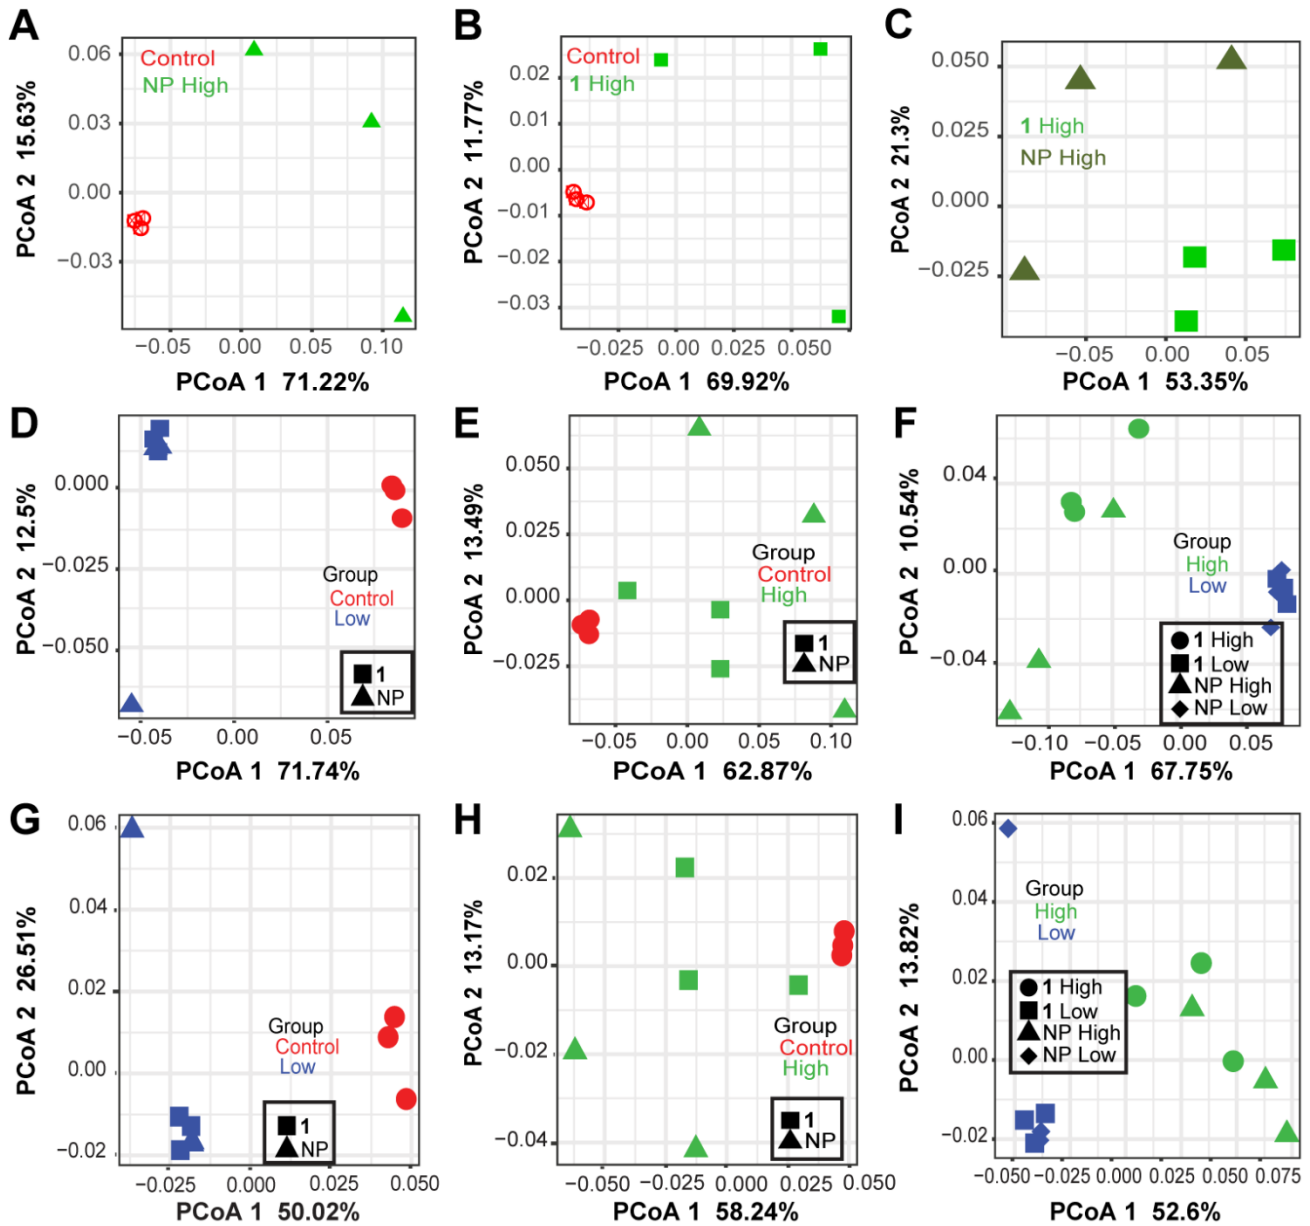 A
Control
NP High
0.06
0.03
0.00
−0.03
PCoA 2 15.63%
−0.05 0.00 0.05 0.10
PCoA 1 71.22%
B
Control
1 High
0.02
0.01
0.00
−0.01
−0.02
−0.03
PCoA 2 11.77%
−0.025 0.00 0.025 0.050
PCoA 1 69.92%
C
1 High
NP High
0.050
0.025
0.000
−0.025
PCoA 2 21.3%
−0.05 0.00 0.05
PCoA 1 53.35%
D
0.000
−0.025
−0.050
PCoA 2 12.5%
Group
Control
Low
1
NP
−0.05 0.00 0.05
PCoA 1 71.74%
E
0.050
0.025
0.000
−0.025
PCoA 2 13.49%
Group
Control
High
1
NP
−0.05 0.00 0.05 0.10
PCoA 1 62.87%
F
0.04
0.00
−0.04
PCoA 2 10.54%
Group
High
Low
1 High
1 Low
NP High
NP Low
−0.10 −0.05 0.00 0.05
PCoA 1 67.75%
G
0.06
0.04
0.02
0.00
−0.02
PCoA 2 26.51%
Group
Control
Low
1
NP
−0.025 0.000 0.025 0.050
PCoA 1 50.02%
H
0.02
0.00
−0.02
−0.04
PCoA 2 13.17%
Group
Control
High
1
NP
−0.050 −0.025 0.000 0.025 0.050
PCoA 1 58.24%
I
0.06
0.04
0.02
0.00
−0.02
PCoA 2 13.82%
Group
High
Low
1 High
1 Low
NP High
NP Low
−0.050 −0.025 0.000 0.025 0.050 0.075
PCoA 1 52.6%